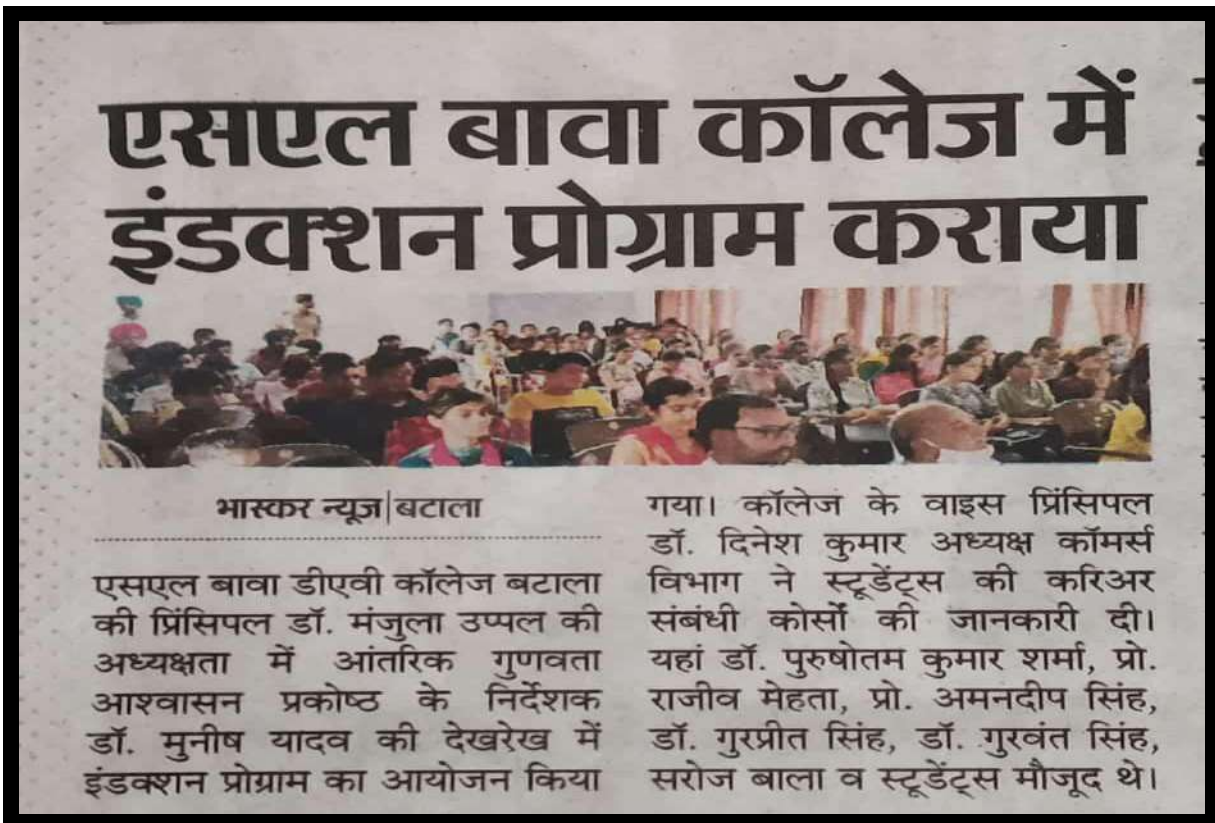 एसएल बावा कॉलेज में
इंडक्शन प्रोग्राम कराया
भास्कर न्यूज|बटाला
एसएल बावा डीएवी कॉलेज बटाला
की प्रिंसिपल डॉ. मंजुला उप्पल की
अध्यक्षता में आंतरिक गुणवता
आश्वासन प्रकोष्ठ के निर्देशक
डॉ. मुनीष यादव की देखरेख में
इंडक्शन प्रोग्राम का आयोजन किया
गया। कॉलेज के वाइस प्रिंसिपल
डॉ. दिनेश कुमार अध्यक्ष कॉमर्स
विभाग ने स्टूडेंट्स की करिअर
संबंधी कोर्सों की जानकारी दी।
यहां डॉ. पुरुषोतम कुमार शर्मा, प्रो.
राजीव मेहता, प्रो. अमनदीप सिंह,
डॉ. गुरप्रीत सिंह, डॉ. गुरवंत सिंह,
सरोज बाला व स्टूडेंट्स मौजूद थे।